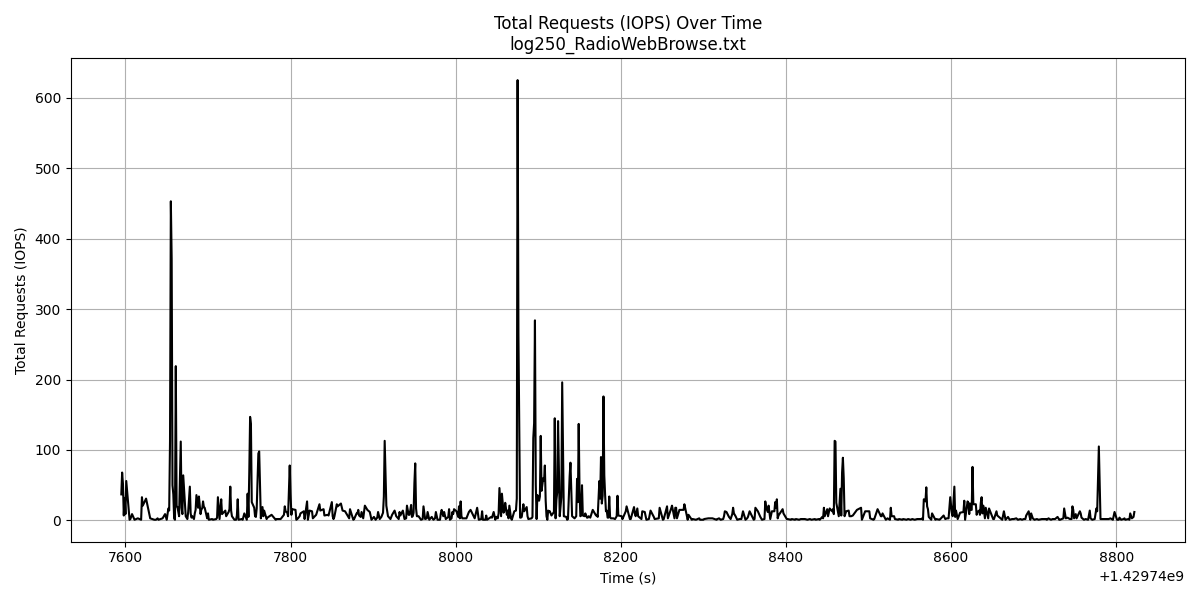 Total Requests (IOPS) Over Time
log250_RadioWebBrowse.txt
Total Requests (IOPS)
600
500
400
300
200
100
0
7600 7800 8000 8200 8400 8600 8800
Time (s)
+1.42974e9